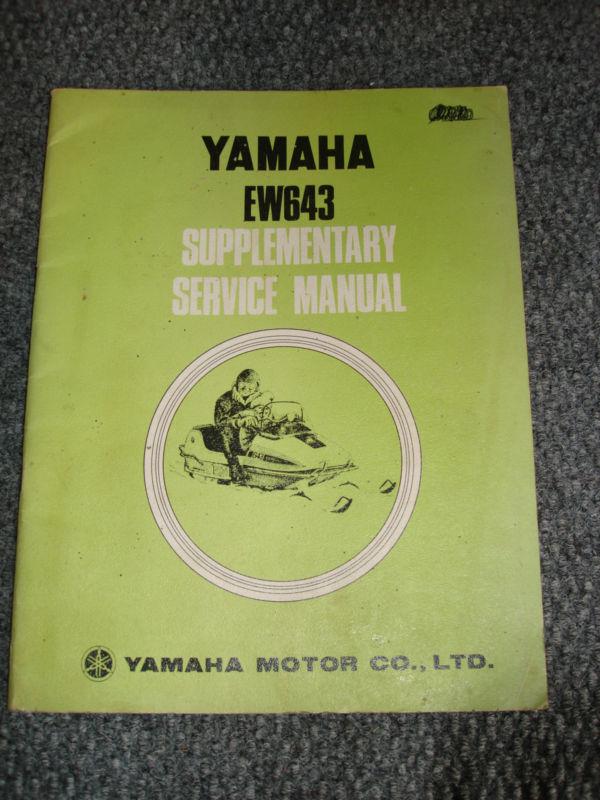 YAMAHA
EW643
SUPPLEMENTARY
SERVICE MANUAL
YAMAHA MOTOR CO., LTD.